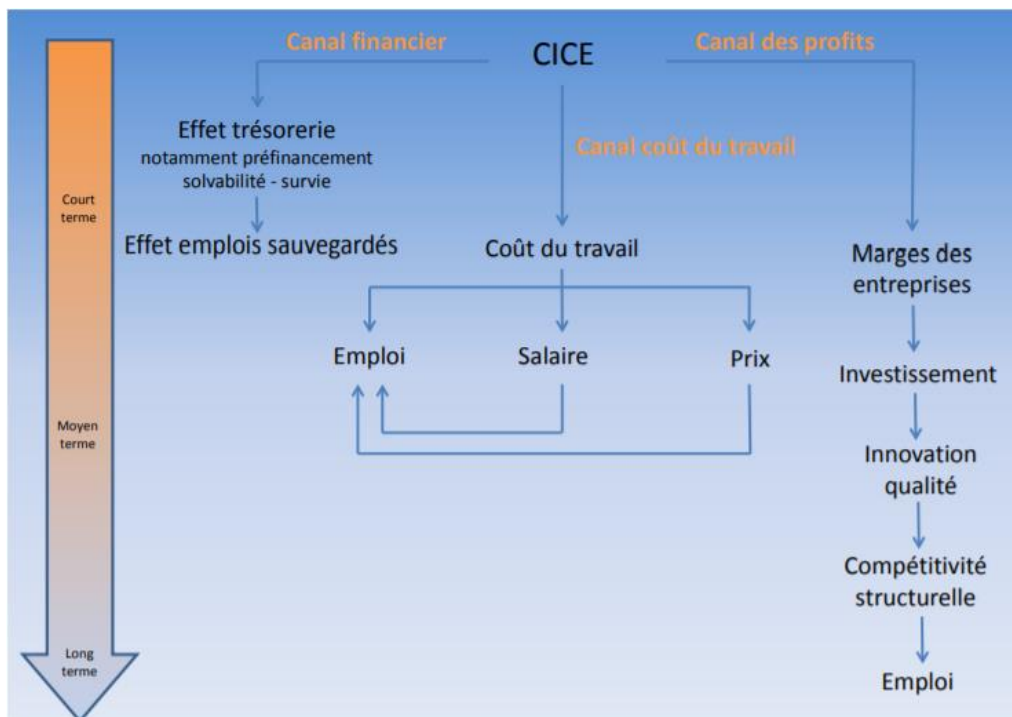 Canal financier
CICE
Canal des profits
Effet trésorerie
notamment préfinancement
solvabilité - survie
Canal coût du travail
Court
terme
Effet emplois sauvegardés
Coût du travail
Marges des
entreprises
Emploi
Salaire
Prix
Investissement
Moyen
terme
Innovation
qualité
Compétitivité
structurelle
Long
terme
Emploi